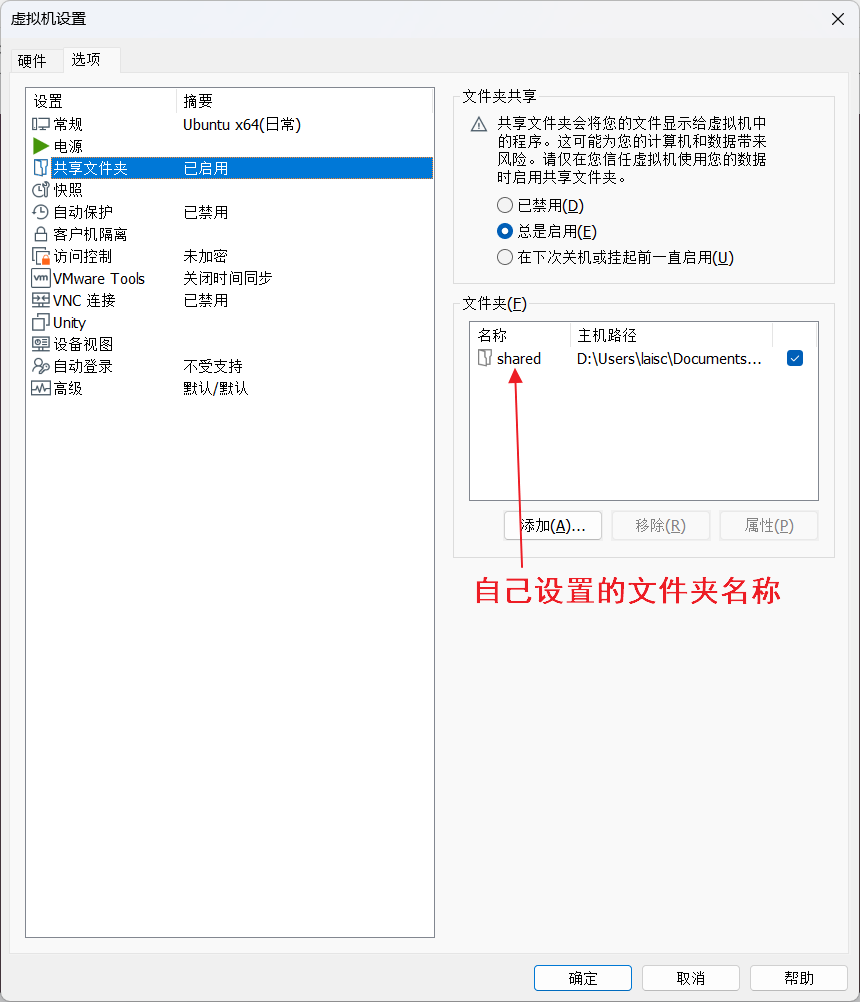 虚拟机设置
硬件 选项
设置 摘要
常规 Ubuntu x64(日常)
电源
共享文件夹 已启用
快照
自动保护 已禁用
客户机隔离
访问控制 未加密
VMware Tools 关闭时间同步
VNC 连接 已禁用
Unity
设备视图
自动登录 不受支持
高级 默认/默认
文件夹共享
共享文件夹会将您的文件显示给虚拟机中
的程序。这可能为您的计算机和数据带来
风险。请仅在您信任虚拟机使用您的数据
时启用共享文件夹。
已禁用(D)
总是启用(E)
在下次关机或挂起前一直启用(U)
文件夹(F)
名称 主机路径
shared D:\Users\laisc\Documents...
添加(A)... 移除(R) 属性(P)
自己设置的文件夹名称
确定 取消 帮助